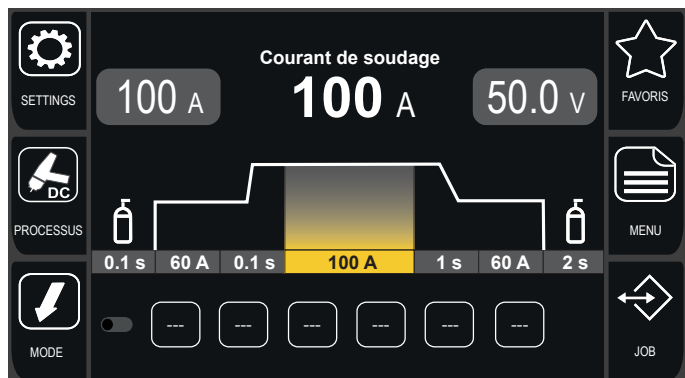 SETTINGS
Courant de soudage
100 A
100 A
50.0 V
FAVORIS
DC
PROCESSUS
MENU
0.1 s 60 A 0.1 s 100 A 1 s 60 A 2 s
--- --- --- --- --- ---
MODE
JOB